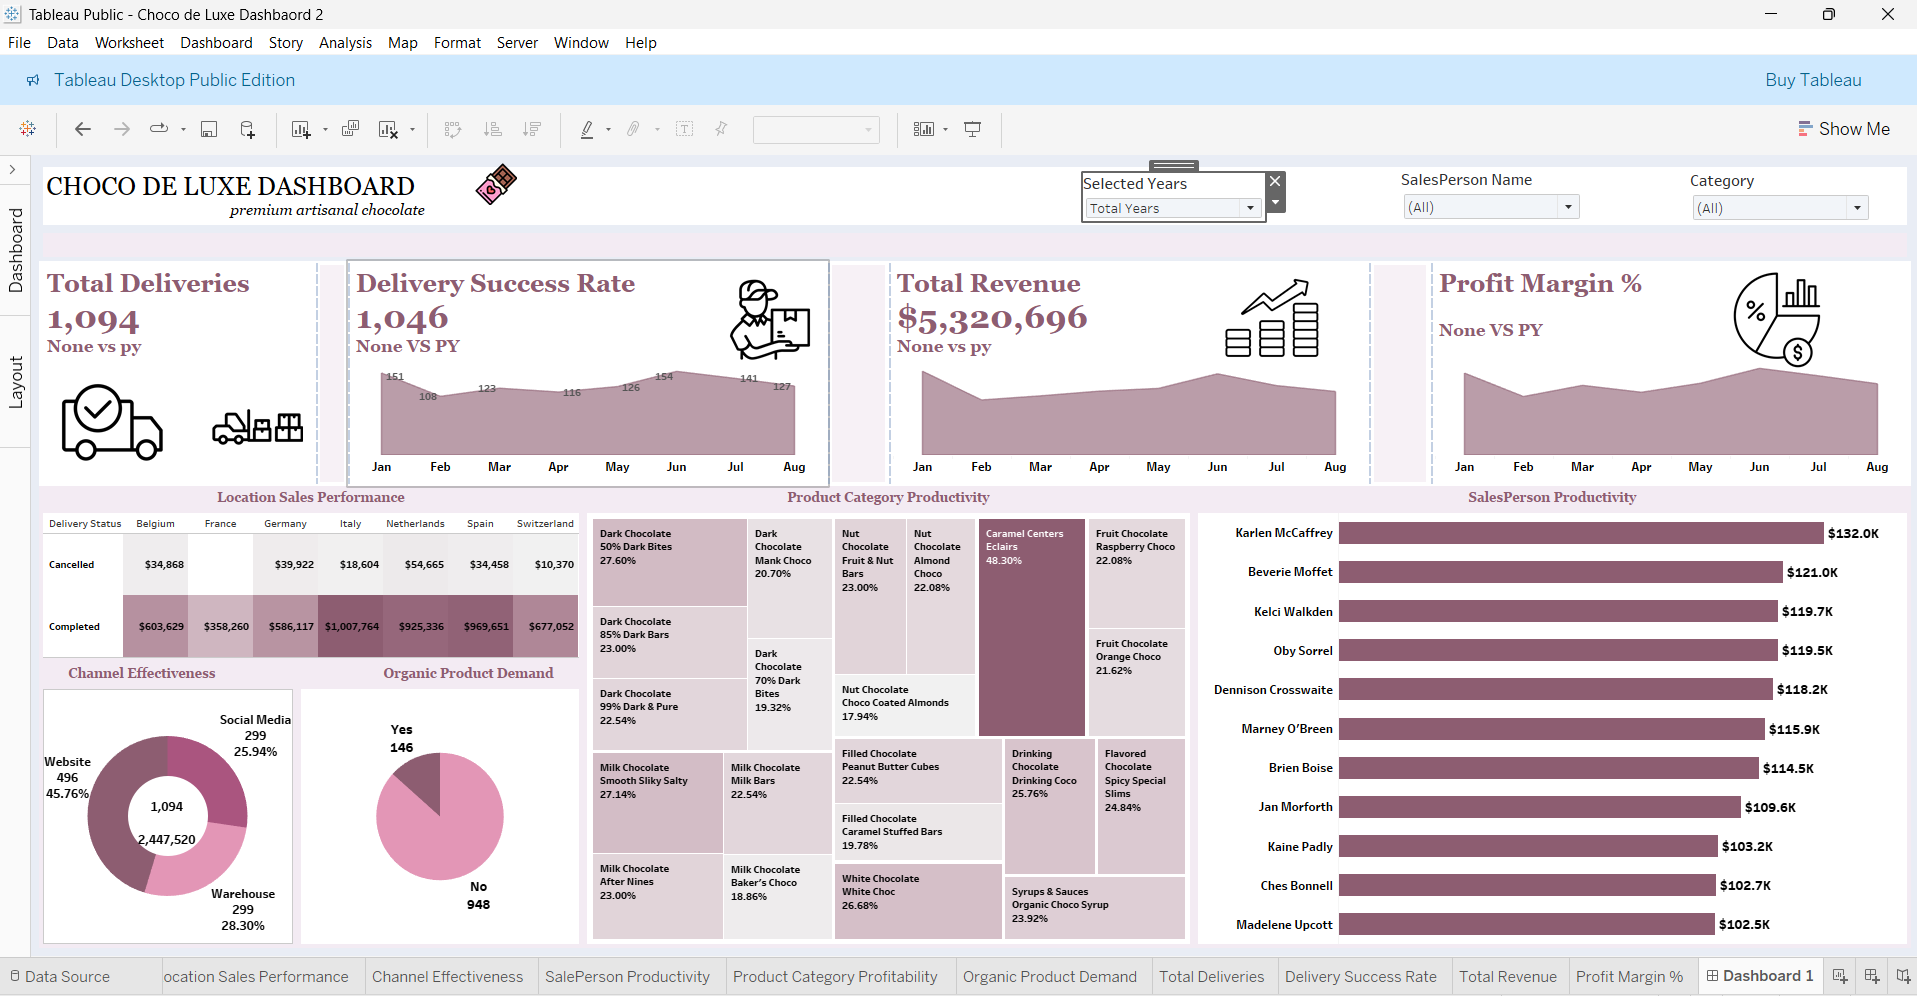 Tableau Public - Choco de Luxe Dashbaord 2
File Data Worksheet Dashboard Story Analysis Map Format Server Window Help
Tableau Desktop Public Edition
Buy Tableau
Show Me
Dashboard
Layout
CHOCO DE LUXE DASHBOARD
premium artisanal chocolate
Selected Years
Total Years
SalesPerson Name
(All)
Category
(All)
Total Deliveries
1,094
None vs py
Delivery Success Rate
1,046
None VS PY
151 108 123 116 126 154 141 127
Jan Feb Mar Apr May Jun Jul Aug
Total Revenue
$5,320,696
None vs py
Jan Feb Mar Apr May Jun Jul Aug
Profit Margin %
None VS PY
%
$
Jan Feb Mar Apr May Jun Jul Aug
Location Sales Performance
Delivery Status Belgium France Germany Italy Netherlands Spain Switzerland
Cancelled $34,868 $39,922 $18,604 $54,665 $34,458 $10,370
Completed $603,629 $358,260 $586,117 $1,007,764 $925,336 $969,651 $677,052
Channel Effectiveness
Social Media
299
25.94%
Website
496
45.76%
1,094
2,447,520
Warehouse
299
28.30%
Organic Product Demand
Yes
146
No
948
Product Category Productivity
Dark Chocolate
50% Dark Bites
27.60%
Dark Chocolate
85% Dark Bars
23.00%
Dark Chocolate
99% Dark & Pure
22.54%
Dark
Chocolate
Mank Choco
20.70%
Dark
Chocolate
70% Dark
Bites
19.32%
Milk Chocolate
Smooth Sliky Salty
27.14%
Milk Chocolate
Milk Bars
22.54%
Milk Chocolate
After Nines
23.00%
Milk Chocolate
Baker's Choco
18.86%
Nut
Chocolate
Fruit & Nut
Bars
23.00%
Nut
Chocolate
Almond
Choco
22.08%
Nut Chocolate
Choco Coated Almonds
17.94%
Caramel Centers
Eclairs
48.30%
Fruit Chocolate
Raspberry Choco
22.08%
Fruit Chocolate
Orange Choco
21.62%
Filled Chocolate
Peanut Butter Cubes
22.54%
Filled Chocolate
Caramel Stuffed Bars
19.78%
White Chocolate
White Choc
26.68%
Drinking
Chocolate
Drinking Coco
25.76%
Flavored
Chocolate
Spicy Special
Slims
24.84%
Syrups & Sauces
Organic Choco Syrup
23.92%
SalesPerson Productivity
Karlen McCaffrey $132.0K
Beverie Moffet $121.0K
Kelci Walkden $119.7K
Oby Sorrel $119.5K
Dennison Crosswaite $118.2K
Marney O'Breen $115.9K
Brien Boise $114.5K
Jan Morforth $109.6K
Kaine Padly $103.2K
Ches Bonnell $102.7K
Madelene Upcott $102.5K
Data Source ocation Sales Performance Channel Effectiveness SalePerson Productivity Product Category Profitability Organic Product Demand Total Deliveries Delivery Success Rate Total Revenue Profit Margin % Dashboard 1